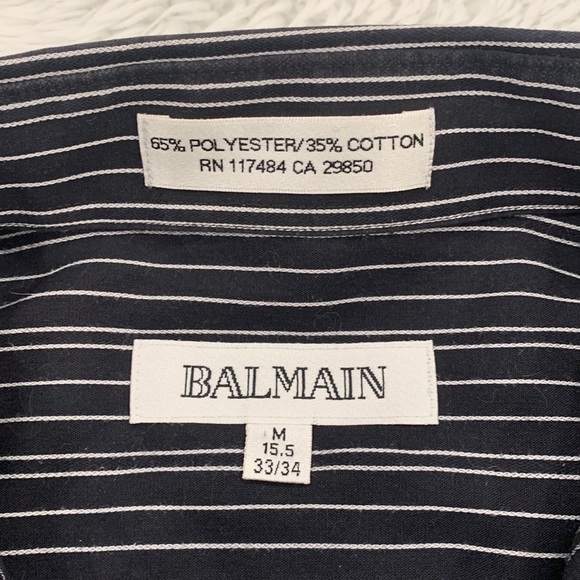 65% POLYESTER/35% COTTON
RN 117484 CA 29850
BALMAIN
M
15.5
33/34